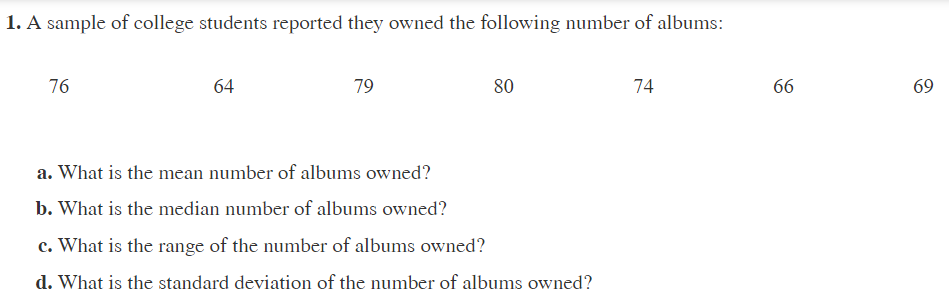 1. A sample of college students reported they owned the following number of albums:
76 64 79 80 74 66 69
a. What is the mean number of albums owned?
b. What is the median number of albums owned?
c. What is the range of the number of albums owned?
d. What is the standard deviation of the number of albums owned?